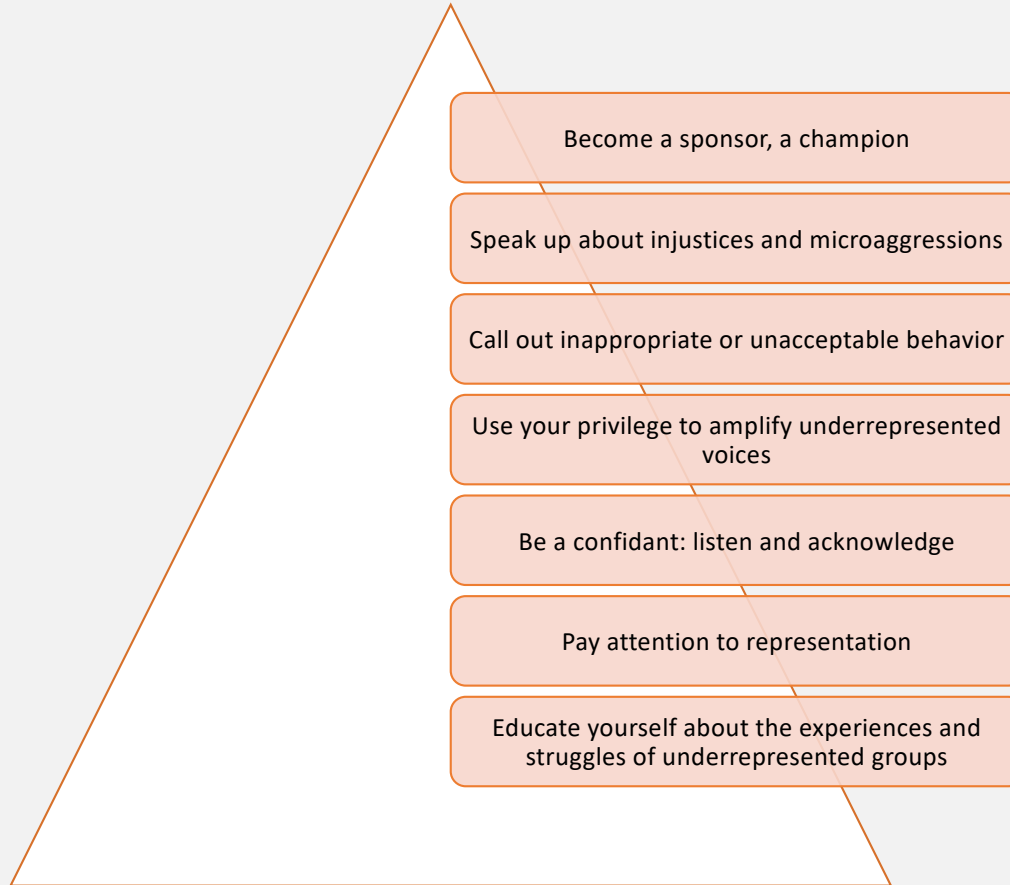 Become a sponsor, a champion
Speak up about injustices and microaggressions
Call out inappropriate or unacceptable behavior
Use your privilege to amplify underrepresented
voices
Be a confidant: listen and acknowledge
Pay attention to representation
Educate yourself about the experiences and
struggles of underrepresented groups